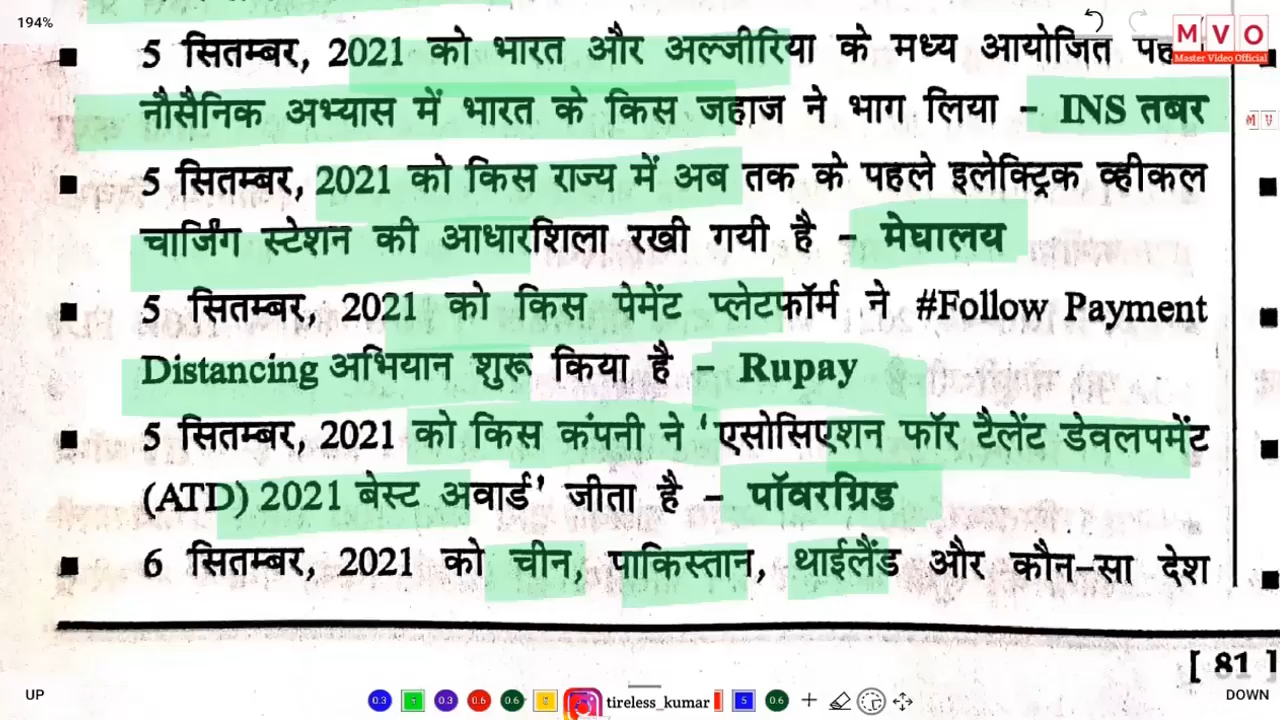 194%
M V O
Master Video Official
■ 5 सितम्बर, 2021 को भारत और अल्जीरिया के मध्य आयोजित
नौसैनिक अभ्यास में भारत के किस जहाज ने भाग लिया - INS तबर
M V
■ 5 सितम्बर, 2021 को किस राज्य में अब तक के पहले इलेक्ट्रिक व्हीकल
चार्जिंग स्टेशन की आधारशिला रखी गयी है - मेघालय
■ 5 सितम्बर, 2021 को किस पेमेंट प्लेटफॉर्म ने #Follow Payment
Distancing अभियान शुरू किया है - Rupay
■ 5 सितम्बर, 2021 को किस कंपनी ने 'एसोसिएशन फॉर टैलेंट डेवलपमेंट
(ATD) 2021 बेस्ट अवार्ड' जीता है - पॉवरग्रिड
■ 6 सितम्बर, 2021 को चीन, पाकिस्तान, थाईलैंड और कौन-सा देश
[ 81 ]
UP
0.3 0.3 0.6 0.6 tireless_kumar 5 0.6
DOWN